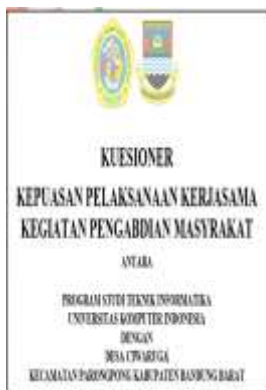 KUESIONER
KEPUASAN PELAKSANAAN KERJASAMA
KEGIATAN PENGABDIAN MASYRAKAT
ANTARA
PROGRAM STUDI TEKNIK INFORMATIKA
UNIVERSITAS KOMPUTER INDONESIA
DENGAN
DESA CIWARUGA
KECAMATAN PARONGPONG KABUPATEN BANDUNG BARAT